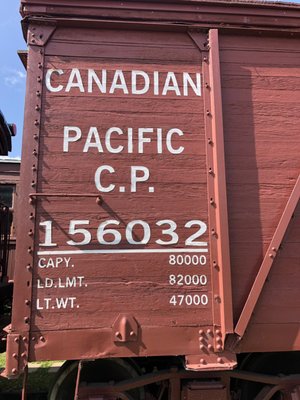 CANADIAN
PACIFIC
C.P.
156032
CAPY. 80000
LD.LMT. 82000
LT.WT. 47000